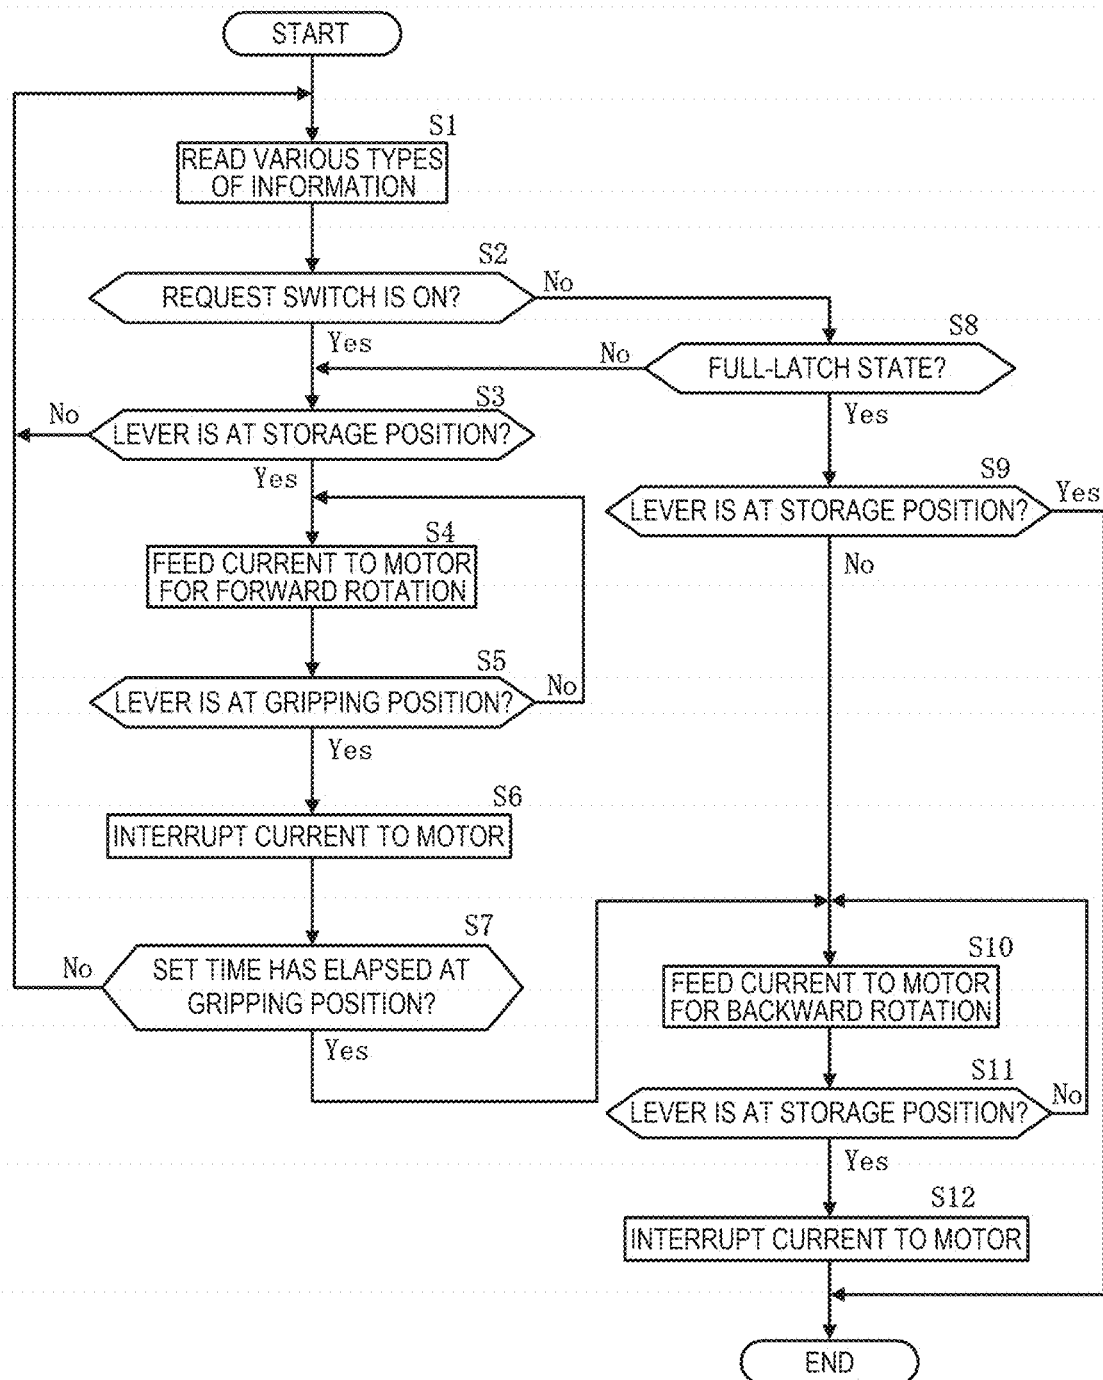 START
S1
READ VARIOUS TYPES
OF INFORMATION
S2
REQUEST SWITCH IS ON?
No
Yes
S8
FULL-LATCH STATE?
No
Yes
S3
LEVER IS AT STORAGE POSITION?
No
Yes
S9
LEVER IS AT STORAGE POSITION?
Yes
No
S4
FEED CURRENT TO MOTOR
FOR FORWARD ROTATION
S5
LEVER IS AT GRIPPING POSITION?
No
Yes
S6
INTERRUPT CURRENT TO MOTOR
S7
SET TIME HAS ELAPSED AT
GRIPPING POSITION?
No
Yes
S10
FEED CURRENT TO MOTOR
FOR BACKWARD ROTATION
S11
LEVER IS AT STORAGE POSITION?
No
Yes
S12
INTERRUPT CURRENT TO MOTOR
END